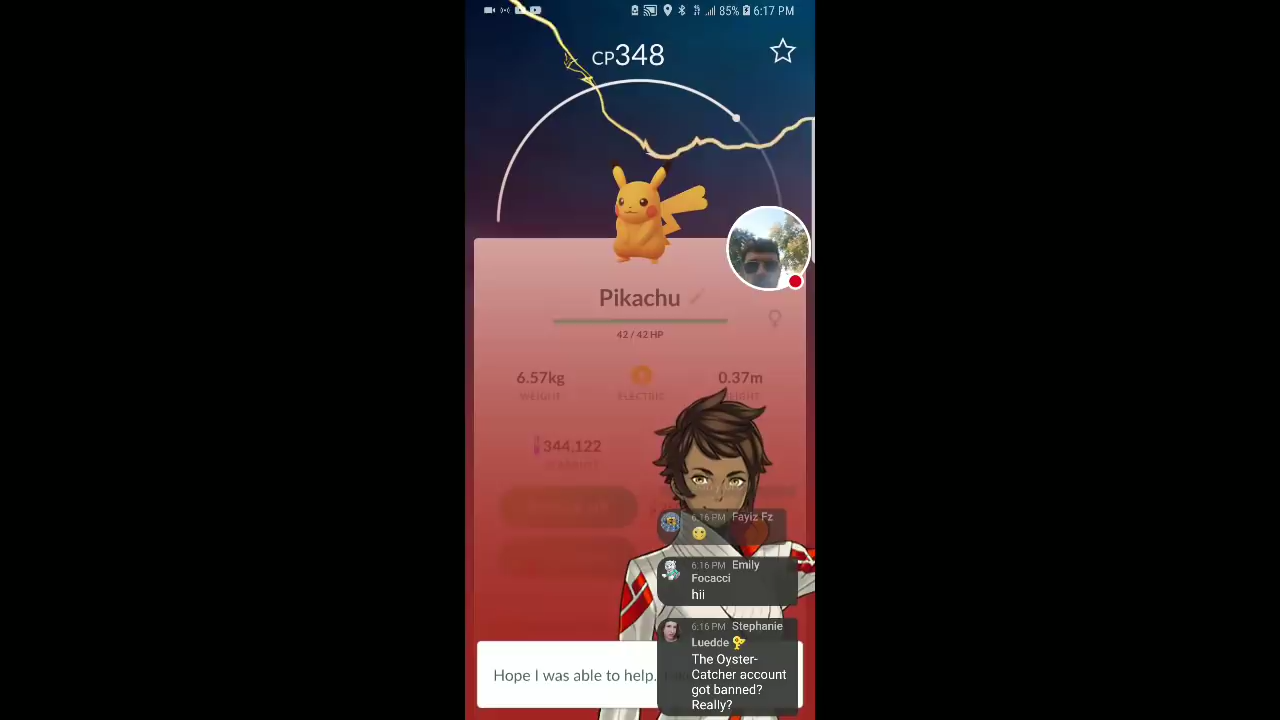 85% 6:17 PM
CP348
Pikachu
42 / 42 HP
6.57kg
WEIGHT
ELECTRIC
0.37m
344,122
6:16 PM Fayiz Fz
6:16 PM Emily
Focacci
hii
6:16 PM Stephanie
Luedde
The Oyster-
Catcher account
got banned?
Really?
Hope I was able to help.